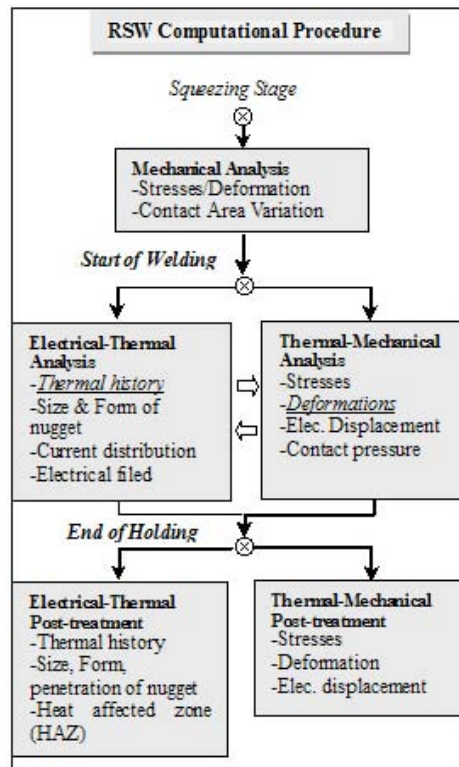 RSW Computational Procedure
Squeezing Stage
Mechanical Analysis
-Stresses/Deformation
-Contact Area Variation
Start of Welding
Electrical-Thermal
Analysis
-Thermal history
-Size & Form of
nugget
-Current distribution
-Electrical filed
Thermal-Mechanical
Analysis
-Stresses
-Deformations
-Elec. Displacement
-Contact pressure
End of Holding
Electrical-Thermal
Post-treatment
-Thermal history
-Size, Form,
penetration of nugget
-Heat affected zone
(HAZ)
Thermal-Mechanical
Post-treatment
-Stresses
-Deformation
-Elec. displacement